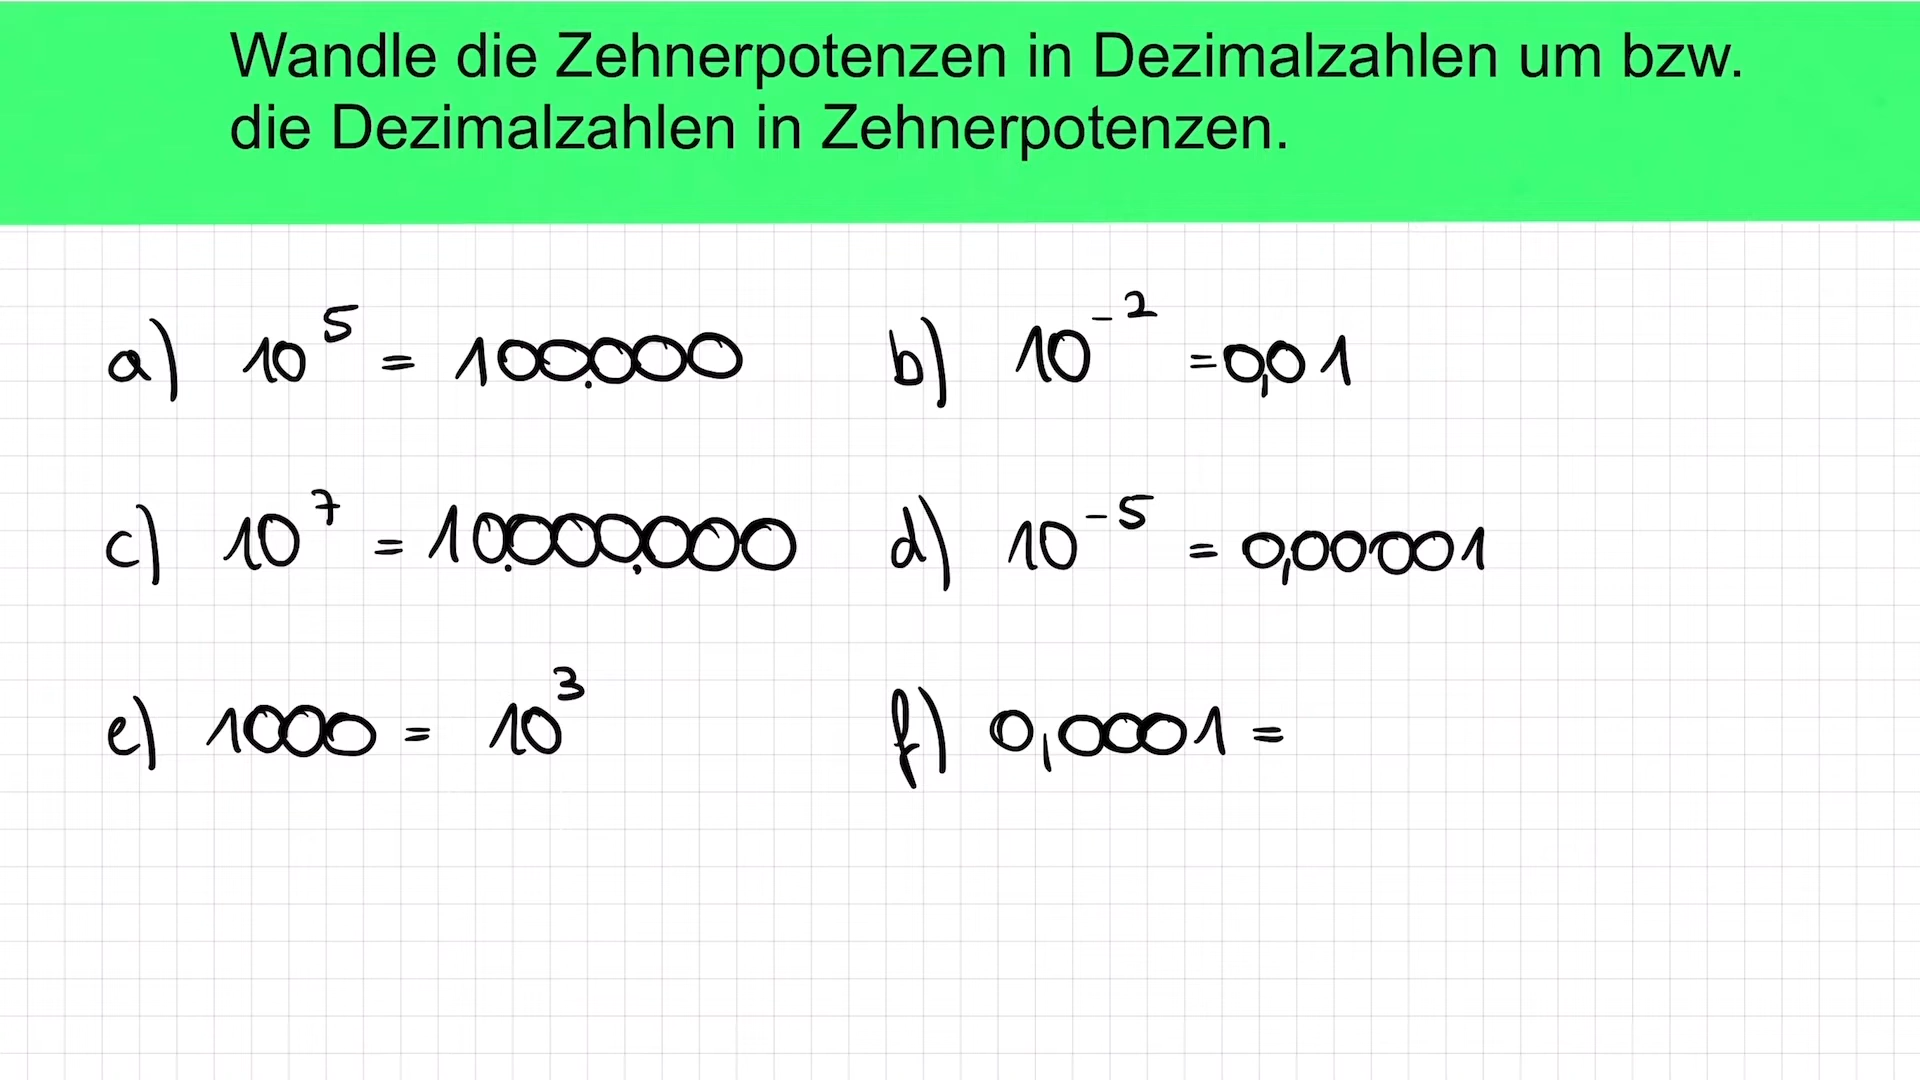 Wandle die Zehnerpotenzen in Dezimalzahlen um bzw.
die Dezimalzahlen in Zehnerpotenzen.
a) 10⁵ = 100.000
b) 10⁻² = 0,01
c) 10⁷ = 10.000.000
d) 10⁻⁵ = 0,00001
e) 1000 = 10³
f) 0,0001 =